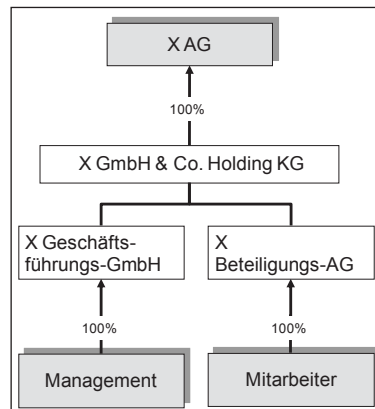 X AG
100%
X GmbH & Co. Holding KG
X Geschäfts-
führungs-GmbH
X
Beteiligungs-AG
100%
100%
Management
Mitarbeiter